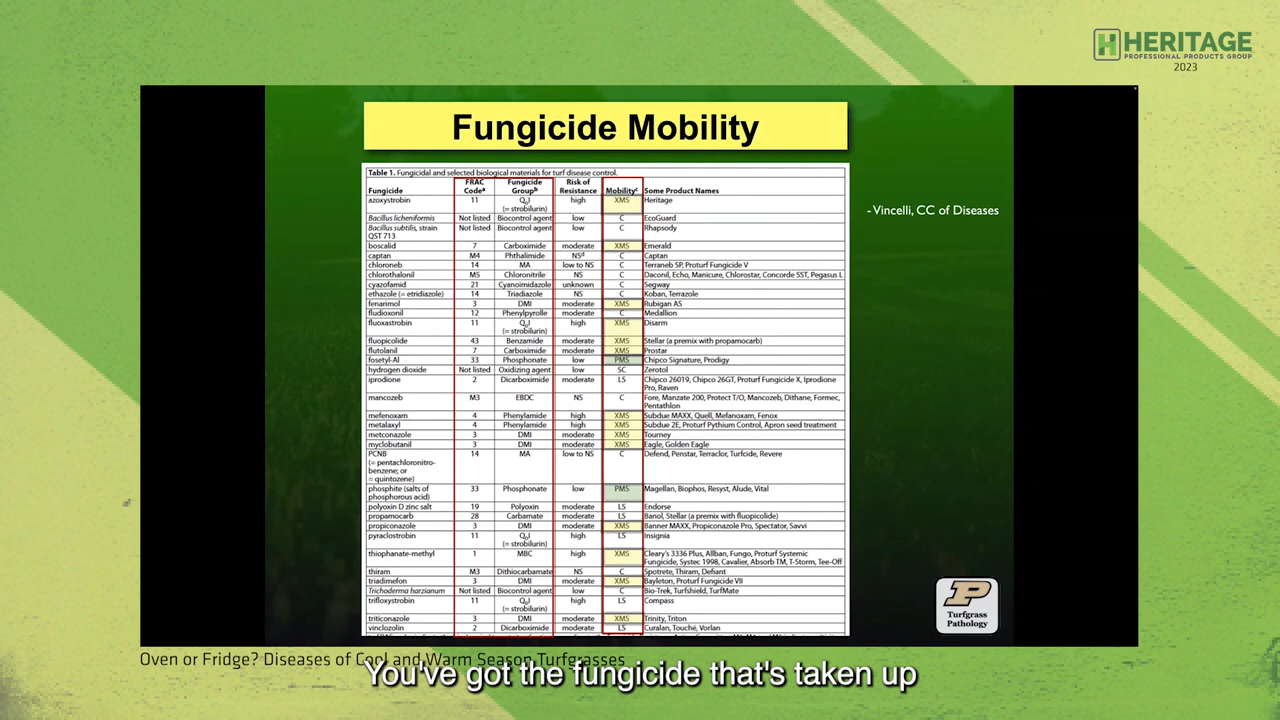 HERITAGE
PROFESSIONAL PRODUCTS GROUP
2023
Fungicide Mobility
- Vincelli, CC of Diseases
Table 1. Fungicidal and selected biological materials for turf disease control.
Fungicide FRAC Codeᵃ Fungicide Groupᵇ Risk of Resistance Mobilityᶜ Some Product Names
azoxystrobin 11 QoI (= strobilurin) high XMS Heritage
Bacillus licheniformis Not listed Biocontrol agent low C EcoGuard
Bacillus subtilis, strain QST 713 Not listed Biocontrol agent low C Rhapsody
boscalid 7 Carboximide moderate XMS Emerald
captan M4 Phthalimide NSᵈ C Captan
chloroneb 14 MA low to NS C Terraneb SP, Proturf Fungicide V
chlorothalonil M5 Chloronitrile NS C Daconil, Echo, Manicure, Chlorostar, Concorde SST, Pegasus L
cyazofamid 21 Cyanoimidazole unknown C Segway
ethazole (= etridiazole) 14 Triadiazole NS C Koban, Terrazole
fenarimol 3 DMI moderate XMS Rubigan AS
fludioxonil 12 Phenylpyrolle moderate C Medallion
fluoxastrobin 11 QoI (= strobilurin) high XMS Disarm
fluopicolide 43 Benzamide moderate XMS Stellar (a premix with propamocarb)
flutolanil 7 Carboximide moderate XMS Prostar
fosetyl-Al 33 Phosphonate low PMS Chipco Signature, Prodigy
hydrogen dioxide Not listed Oxidizing agent low SC Zerotol
iprodione 2 Dicarboximide moderate LS Chipco 26019, Chipco 26GT, Proturf Fungicide X, Iprodione Pro, Raven
mancozeb M3 EBDC NS C Fore, Manzate 200, Protect T/O, Mancozeb, Dithane, Formec, Pentathlon
mefenoxam 4 Phenylamide high XMS Subdue MAXX, Quell, Mefanoxam, Fenox
metalaxyl 4 Phenylamide high XMS Subdue 2E, Proturf Pythium Control, Apron seed treatment
metconazole 3 DMI moderate XMS Tourney
myclobutanil 3 DMI moderate XMS Eagle, Golden Eagle
PCNB (= pentachloronitro-benzene; or = quintozene) 14 MA low to NS C Defend, Penstar, Terraclor, Turfcide, Revere
phosphite (salts of phosphorous acid) 33 Phosphonate low PMS Magellan, Biophos, Resyst, Alude, Vital
polyoxin D zinc salt 19 Polyoxin moderate LS Endorse
propamocarb 28 Carbamate moderate LS Banol, Stellar (a premix with fluopicolide)
propiconazole 3 DMI moderate XMS Banner MAXX, Propiconazole Pro, Spectator, Savvi
pyraclostrobin 11 QoI (= strobilurin) high LS Insignia
thiophanate-methyl 1 MBC high XMS Cleary's 3336 Plus, Allban, Fungo, Proturf Systemic Fungicide, Systec 1998, Cavalier, Absorb TM, T-Storm, Tee-Off
thiram M3 Dithiocarbamate NS C Spotrete, Thiram, Defiant
triadimefon 3 DMI moderate XMS Bayleton, Proturf Fungicide VII
Trichoderma harzianum Not listed Biocontrol agent low C Bio-Trek, Turfshield, TurfMate
trifloxystrobin 11 QoI (= strobilurin) high LS Compass
triticonazole 3 DMI moderate XMS Trinity, Triton
vinclozolin 2 Dicarboximide moderate LS Curalan, Touché, Vorlan
P
Turfgrass
Pathology
Oven or Fridge? Diseases of Cool and Warm Season Turfgrasses
You've got the fungicide that's taken up